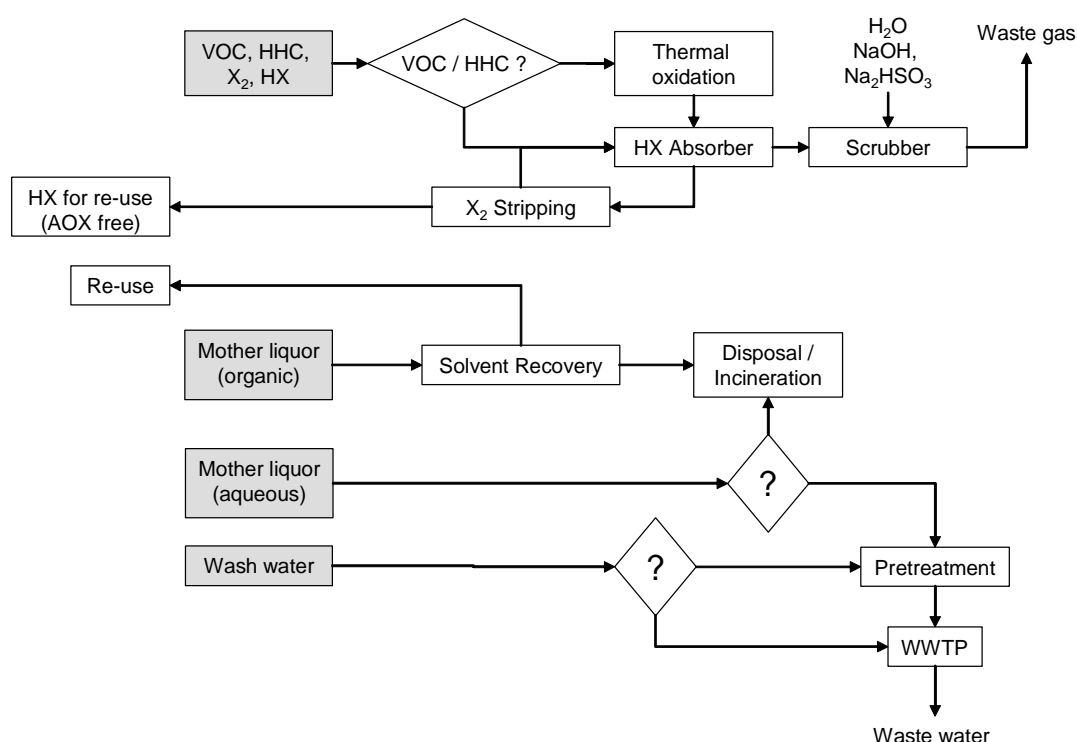 VOC, HHC,
X₂, HX
VOC / HHC ?
Thermal
oxidation
H₂O
NaOH,
Na₂HSO₃
Waste gas
HX Absorber
Scrubber
HX for re-use
(AOX free)
X₂ Stripping
Re-use
Mother liquor
(organic)
Solvent Recovery
Disposal /
Incineration
Mother liquor
(aqueous)
?
Wash water
?
Pretreatment
WWTP
Waste water